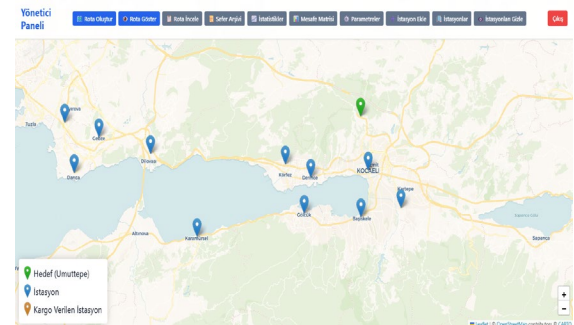 Yönetici
Paneli
Rota Oluştur
Rota Göster
Rota İncele
Sefer Arşivi
İstatistikler
Mesafe Matrisi
Parametreler
İstasyon Ekle
İstasyonlar
İstasyonları Gizle
Çıkış
Tuzla
Gebze
Darıca
Dilovası
Körfez
Derince
KOCAELİ
Kartepe
Gölcük
Başiskele
Altınova
Karamürsel
Sapanca Gölü
Hedef (Umuttepe)
İstasyon
Kargo Verilen İstasyon
+
−
Leaflet | © OpenStreetMap contributors © CARTO